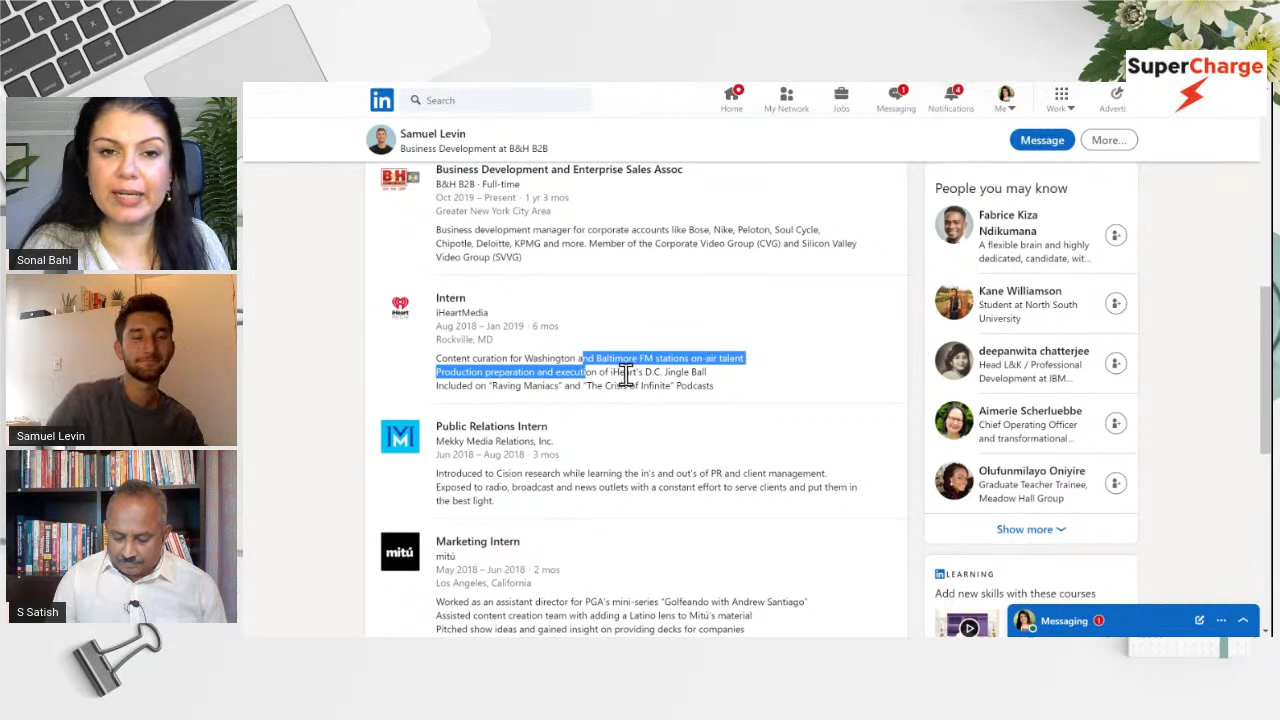 SuperCharge
Sonal Bahl
Samuel Levin
S Satish
in
Search
Home
My Network
Jobs
1
Messaging
4
Notifications
Me
Work
Adverti
Samuel Levin
Business Development at B&H B2B
Message
More...
B&H
Business Development and Enterprise Sales Assoc
B&H B2B · Full-time
Oct 2019 – Present · 1 yr 3 mos
Greater New York City Area
Business development manager for corporate accounts like Bose, Nike, Peloton, Soul Cycle,
Chipotle, Deloitte, KPMG and more. Member of the Corporate Video Group (CVG) and Silicon Valley
Video Group (SVVG)
iHeart
Intern
iHeartMedia
Aug 2018 – Jan 2019 · 6 mos
Rockville, MD
Content curation for Washington and Baltimore FM stations on-air talent
Production preparation and execution of iHeart's D.C. Jingle Ball
Included on "Raving Maniacs" and "The Crisis of Infinite" Podcasts
M
Public Relations Intern
Mekky Media Relations, Inc.
Jun 2018 – Aug 2018 · 3 mos
Introduced to Cision research while learning the in's and out's of PR and client management.
Exposed to radio, broadcast and news outlets with a constant effort to serve clients and put them in
the best light.
mitú
Marketing Intern
mitú
May 2018 – Jun 2018 · 2 mos
Los Angeles, California
Worked as an assistant director for PGA's mini-series "Golfeando with Andrew Santiago"
Assisted content creation team with adding a Latino lens to Mitú's material
Pitched show ideas and gained insight on providing decks for companies
People you may know
Fabrice Kiza
Ndikumana
A flexible brain and highly
dedicated, candidate, wit...
Kane Williamson
Student at North South
University
deepanwita chatterjee
Head L&K / Professional
Development at IBM...
Aimerie Scherluebbe
Chief Operating Officer
and transformational...
Olufunmilayo Oniyire
Graduate Teacher Trainee,
Meadow Hall Group
Show more
in LEARNING
Add new skills with these courses
Messaging 1